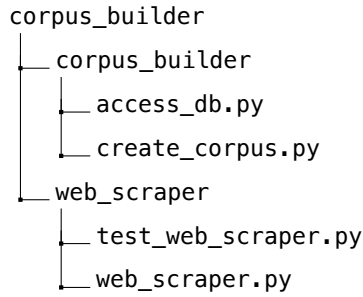 corpus_builder
corpus_builder
access_db.py
create_corpus.py
web_scraper
test_web_scraper.py
web_scraper.py